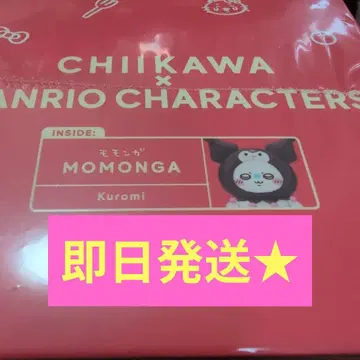 CHIIKAWA
×
ANRIO CHARACTERS
INSIDE:
モモンガ
MOMONGA
Kuromi
即日発送★